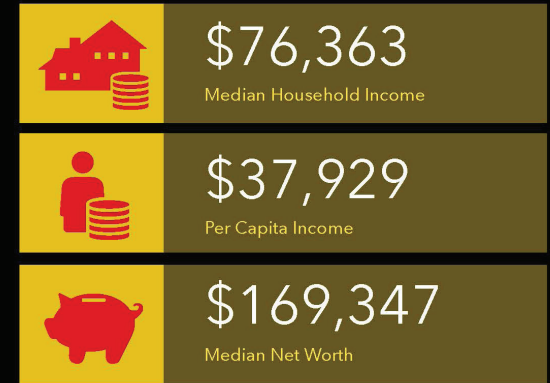 $76,363
Median Household Income
$37,929
Per Capita Income
$169,347
Median Net Worth